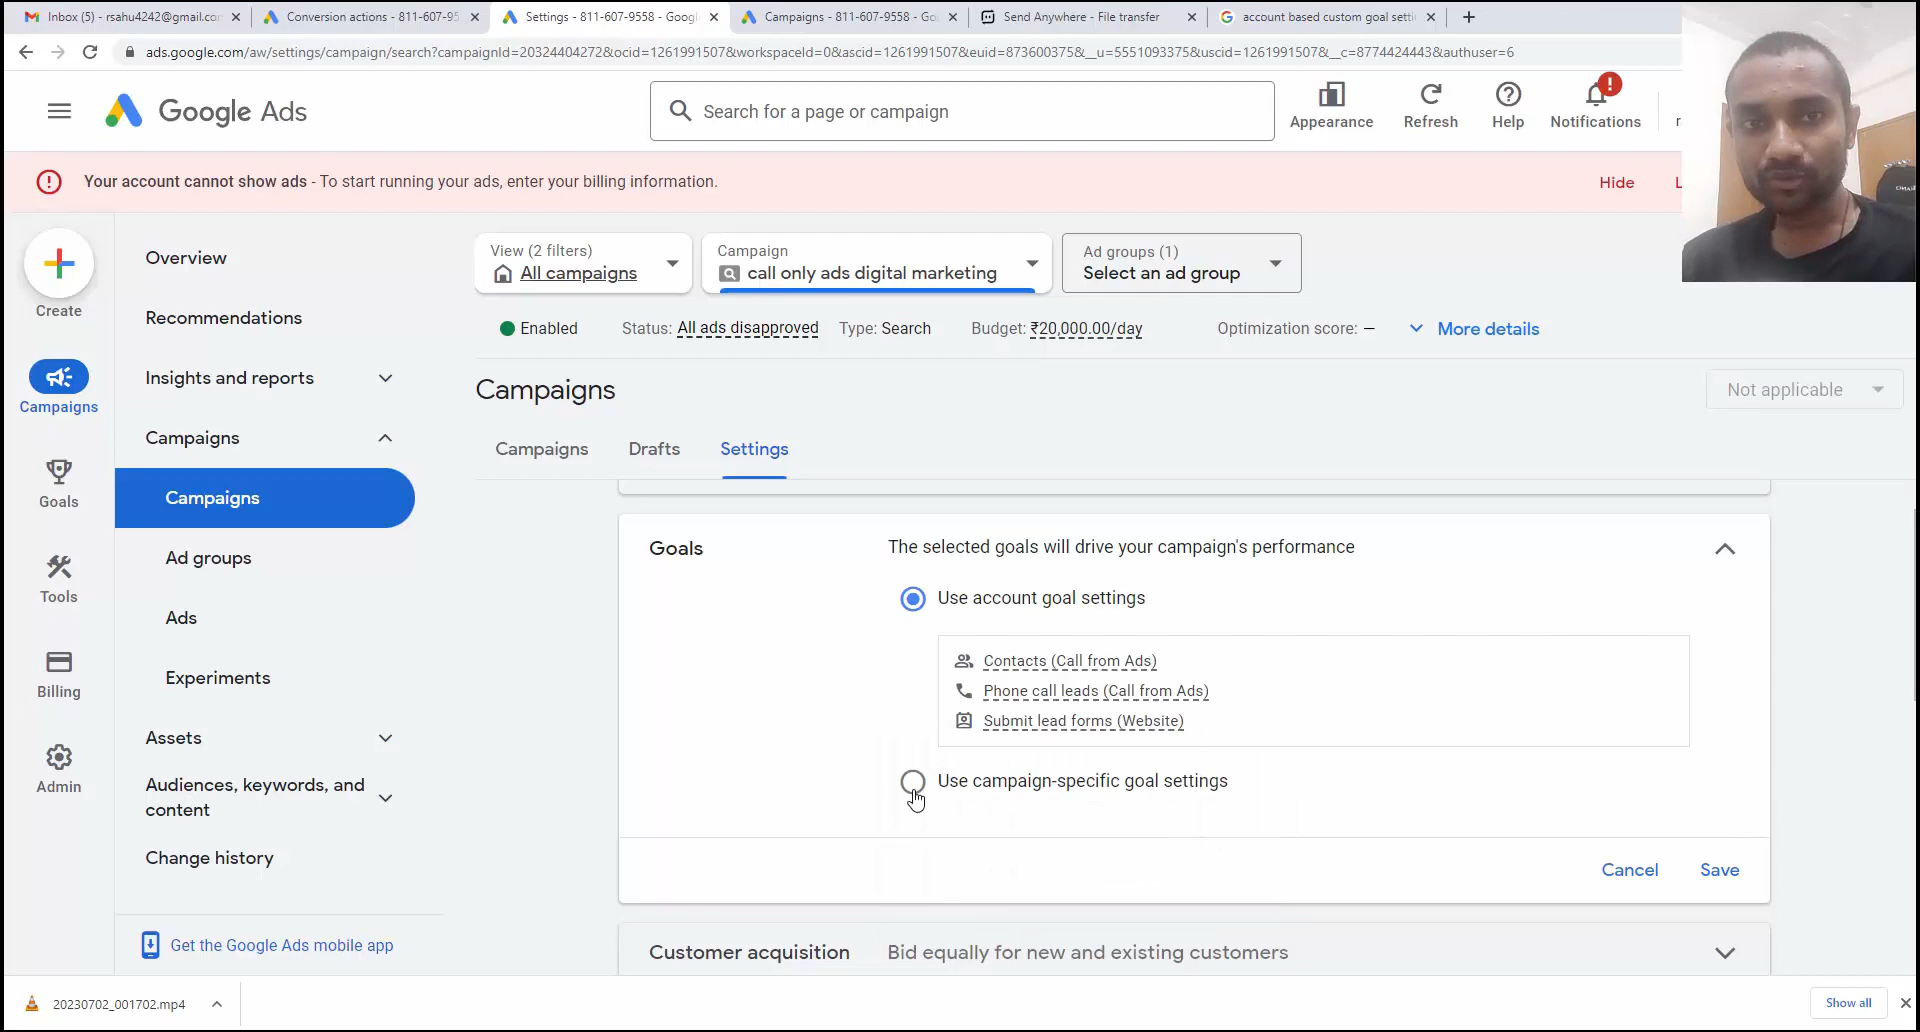 Inbox (5) - rsahu4242@gmail.co
Conversion actions - 811-607-95
Settings - 811-607-9558 - Googl
Campaigns - 811-607-9558 - Go
Send Anywhere - File transfer
account based custom goal setti
ads.google.com/aw/settings/campaign/search?campaignId=20324404272&ocid=1261991507&workspaceId=0&ascid=1261991507&euid=873600375&__u=5551093375&uscid=1261991507&__c=8774424443&authuser=6
Google Ads
Search for a page or campaign
Appearance
Refresh
Help
Notifications
Your account cannot show ads - To start running your ads, enter your billing information.
Hide
Create
Campaigns
Goals
Tools
Billing
Admin
Overview
Recommendations
Insights and reports
Campaigns
Campaigns
Ad groups
Ads
Experiments
Assets
Audiences, keywords, and
content
Change history
Get the Google Ads mobile app
View (2 filters)
All campaigns
Campaign
call only ads digital marketing
Ad groups (1)
Select an ad group
Enabled
Status: All ads disapproved
Type: Search
Budget: ₹20,000.00/day
Optimization score: –
More details
Campaigns
Not applicable
Campaigns
Drafts
Settings
Goals
The selected goals will drive your campaign's performance
Use account goal settings
Contacts (Call from Ads)
Phone call leads (Call from Ads)
Submit lead forms (Website)
Use campaign-specific goal settings
Cancel
Save
Customer acquisition
Bid equally for new and existing customers
20230702_001702.mp4
Show all